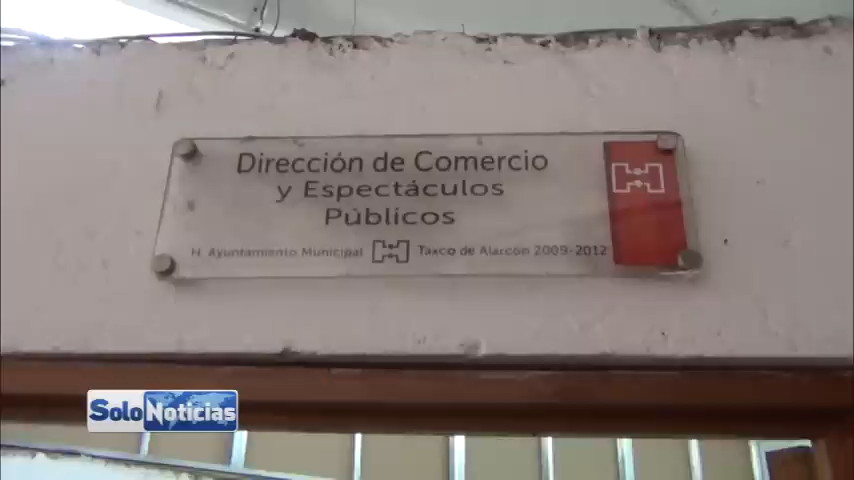 Dirección de Comercio
y Espectáculos
Públicos
H. Ayuntamiento Municipal Taxco de Alarcón 2009-2012
SoloNoticias